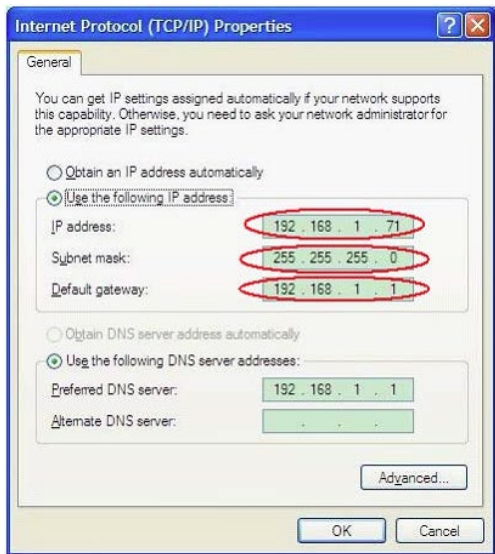 Internet Protocol (TCP/IP) Properties
General
You can get IP settings assigned automatically if your network supports
this capability. Otherwise, you need to ask your network administrator for
the appropriate IP settings.
Obtain an IP address automatically
Use the following IP address:
IP address: 192 . 168 . 1 . 71
Subnet mask: 255 . 255 . 255 . 0
Default gateway: 192 . 168 . 1 . 1
Obtain DNS server address automatically
Use the following DNS server addresses:
Preferred DNS server: 192 . 168 . 1 . 1
Alternate DNS server: . . .
Advanced...
OK Cancel